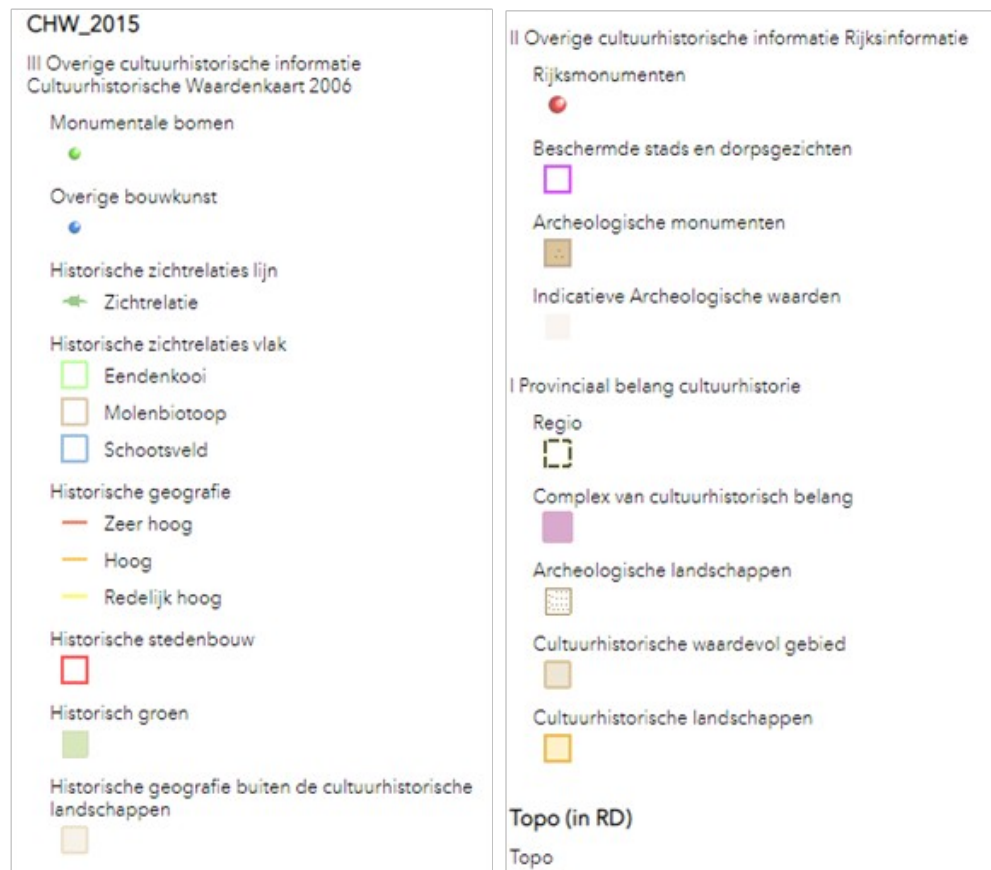 CHW_2015
III Overige cultuurhistorische informatie
Cultuurhistorische Waardenkaart 2006
Monumentale bomen
Overige bouwkunst
Historische zichtrelaties lijn
Zichtrelatie
Historische zichtrelaties vlak
Eendenkooi
Molenbiotoop
Schootsveld
Historische geografie
Zeer hoog
Hoog
Redelijk hoog
Historische stedenbouw
Historisch groen
Historische geografie buiten de cultuurhistorische
landschappen
II Overige cultuurhistorische informatie Rijksinformatie
Rijksmonumenten
Beschermde stads en dorpsgezichten
Archeologische monumenten
Indicatieve Archeologische waarden
I Provinciaal belang cultuurhistorie
Regio
Complex van cultuurhistorisch belang
Archeologische landschappen
Cultuurhistorische waardevol gebied
Cultuurhistorische landschappen
Topo (in RD)
Topo